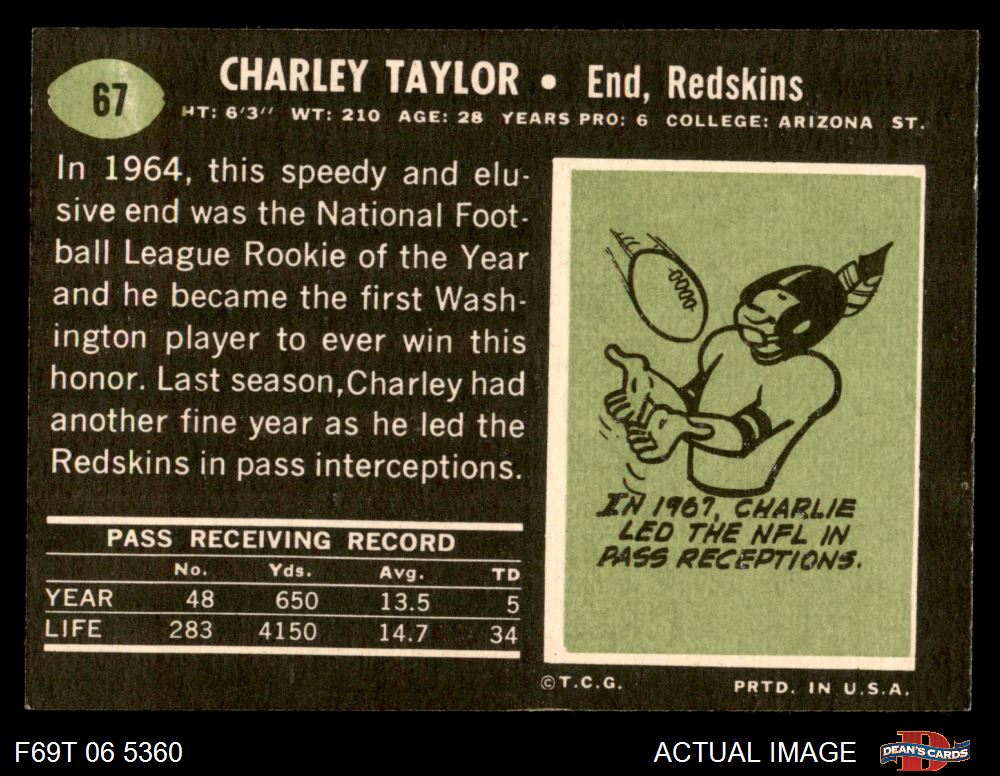 67
CHARLEY TAYLOR • End, Redskins
HT: 6'3'' WT: 210 AGE: 28 YEARS PRO: 6 COLLEGE: ARIZONA ST.
In 1964, this speedy and elu-
sive end was the National Foot-
ball League Rookie of the Year
and he became the first Wash-
ington player to ever win this
honor. Last season, Charley had
another fine year as he led the
Redskins in pass interceptions.
PASS RECEIVING RECORD
No. Yds. Avg. TD
YEAR 48 650 13.5 5
LIFE 283 4150 14.7 34
IN 1967, CHARLIE
LED THE NFL IN
PASS RECEPTIONS.
©T.C.G. PRTD. IN U.S.A.
F69T 06 5360 ACTUAL IMAGE DEAN'S CARDS